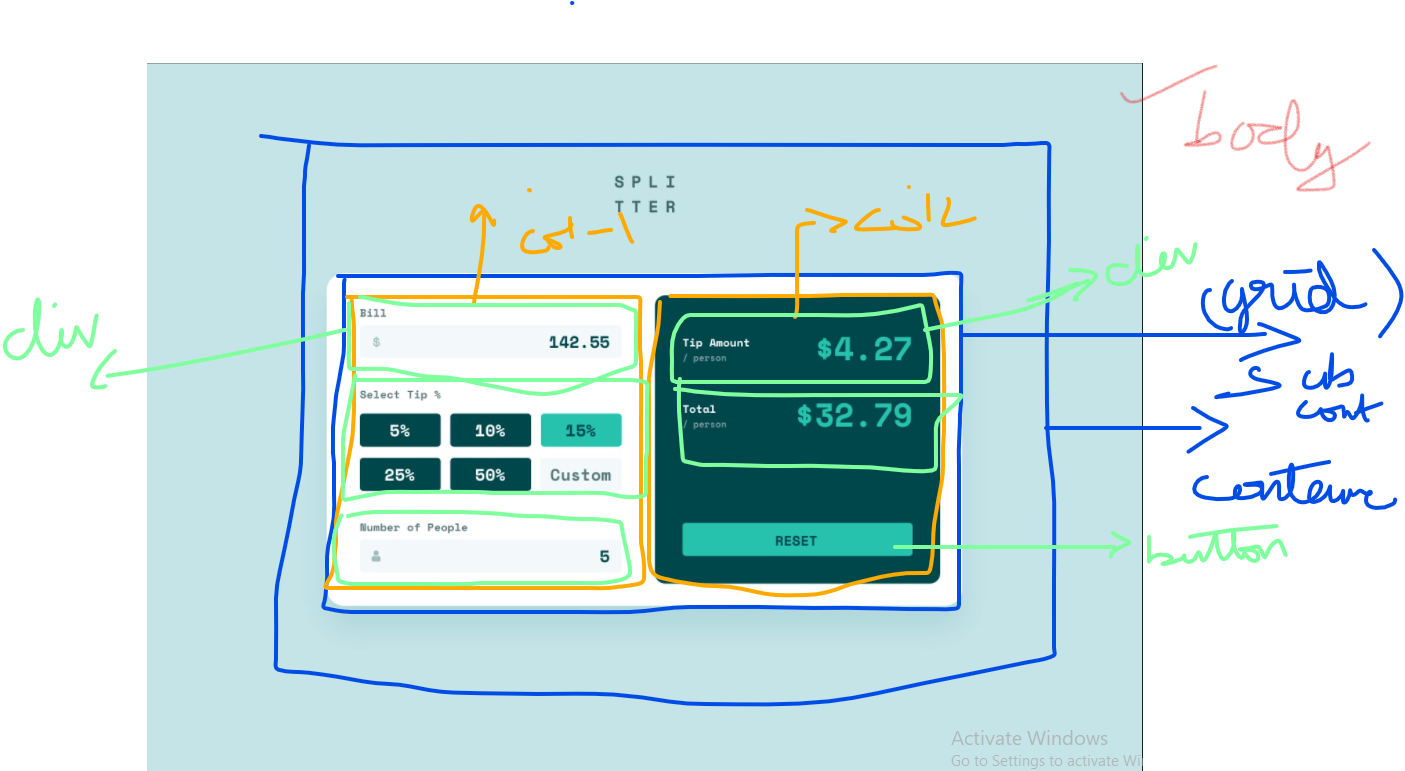 body
SPLI
TTER
col-1
col2
div
(grid)
sub
cont
container
div
Bill
$
142.55
Select Tip %
5%
10%
15%
25%
50%
Custom
Number of People
5
Tip Amount
/ person
$4.27
Total
/ person
$32.79
RESET
button
Activate Windows
Go to Settings to activate Wi